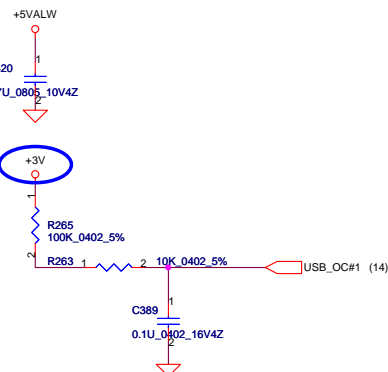 +5VALW
1
20
U_0805_10V4Z
2
+3V
1
R265
100K_0402_5%
2
R263 1 2 10K_0402_5%
USB_OC#1 (14)
C389
1
0.1U_0402_16V4Z
2